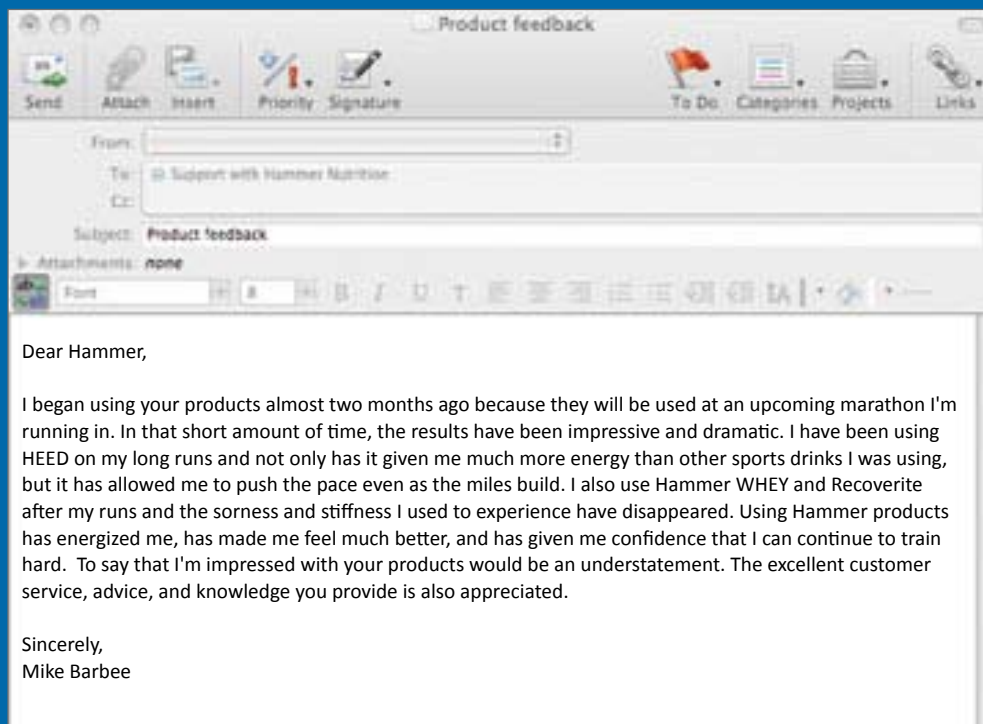 Product feedback
Send Attach Insert Priority Signature To Do Categories Projects Links
From:
To: Support with Hammer Nutrition
Cc:
Subject: Product feedback
Attachments: none
Font 8 B I U T
Dear Hammer,
I began using your products almost two months ago because they will be used at an upcoming marathon I'm
running in. In that short amount of time, the results have been impressive and dramatic. I have been using
HEED on my long runs and not only has it given me much more energy than other sports drinks I was using,
but it has allowed me to push the pace even as the miles build. I also use Hammer WHEY and Recoverite
after my runs and the sorness and stiffness I used to experience have disappeared. Using Hammer products
has energized me, has made me feel much better, and has given me confidence that I can continue to train
hard.  To say that I'm impressed with your products would be an understatement. The excellent customer
service, advice, and knowledge you provide is also appreciated.
Sincerely,
Mike Barbee